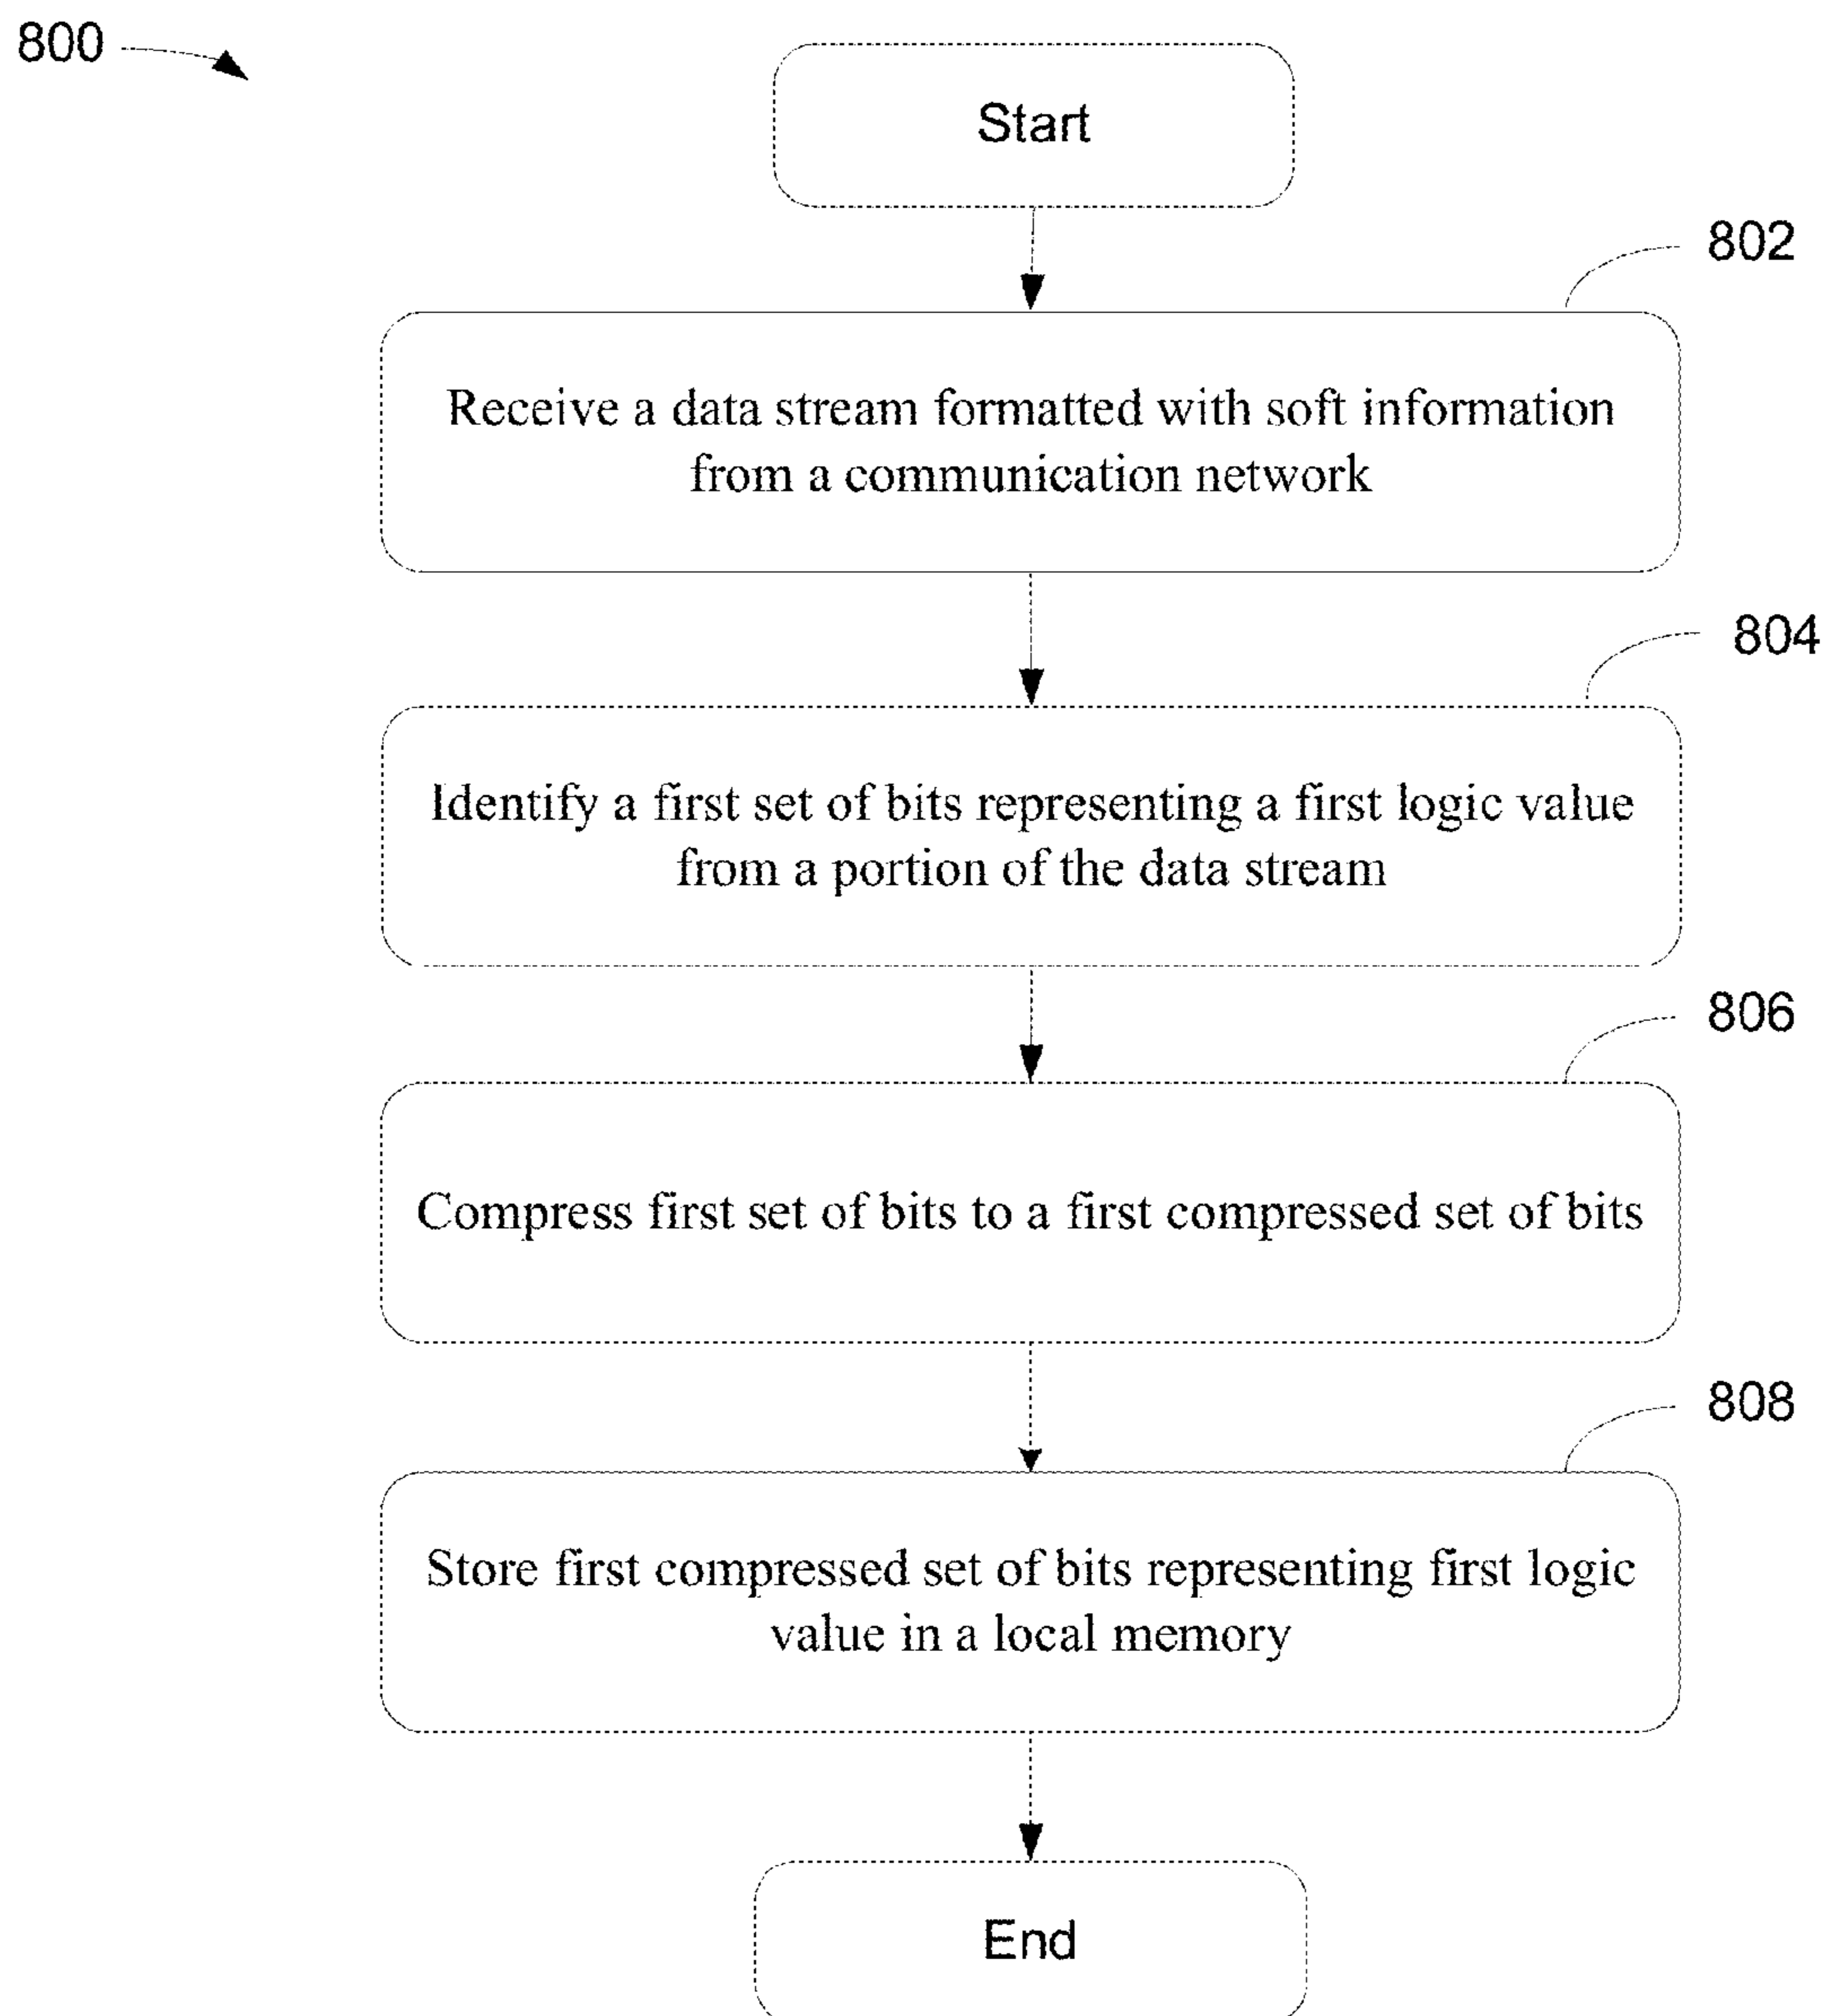 800
Start
802
Receive a data stream formatted with soft information
from a communication network
804
Identify a first set of bits representing a first logic value
from a portion of the data stream
806
Compress first set of bits to a first compressed set of bits
808
Store first compressed set of bits representing first logic
value in a local memory
End